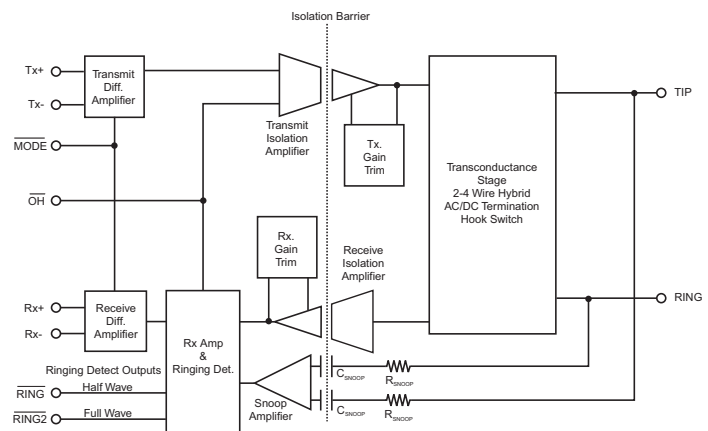 Isolation Barrier
Tx+
Tx-
Transmit
Diff.
Amplifier
MODE
OH
Transmit
Isolation
Amplifier
Tx.
Gain
Trim
Transconductance
Stage
2-4 Wire Hybrid
AC/DC Termination
Hook Switch
TIP
RING
Rx.
Gain
Trim
Receive
Isolation
Amplifier
Rx+
Rx-
Receive
Diff.
Amplifier
Rx Amp
&
Ringing Det.
Ringing Detect Outputs
RING
Half Wave
RING2
Full Wave
Snoop
Amplifier
CSNOOP
RSNOOP
CSNOOP
RSNOOP